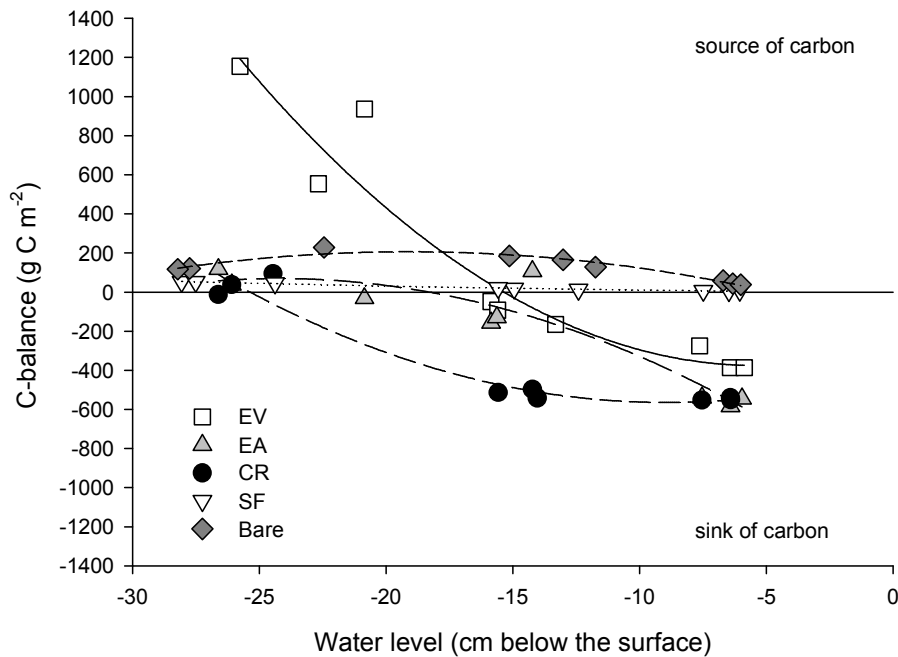 1400
1200
1000
800
600
400
200
0
-200
-400
-600
-800
-1000
-1200
-1400
C-balance (g C m-2)
source of carbon
EV
EA
CR
SF
Bare
sink of carbon
-30 -25 -20 -15 -10 -5 0
Water level (cm below the surface)